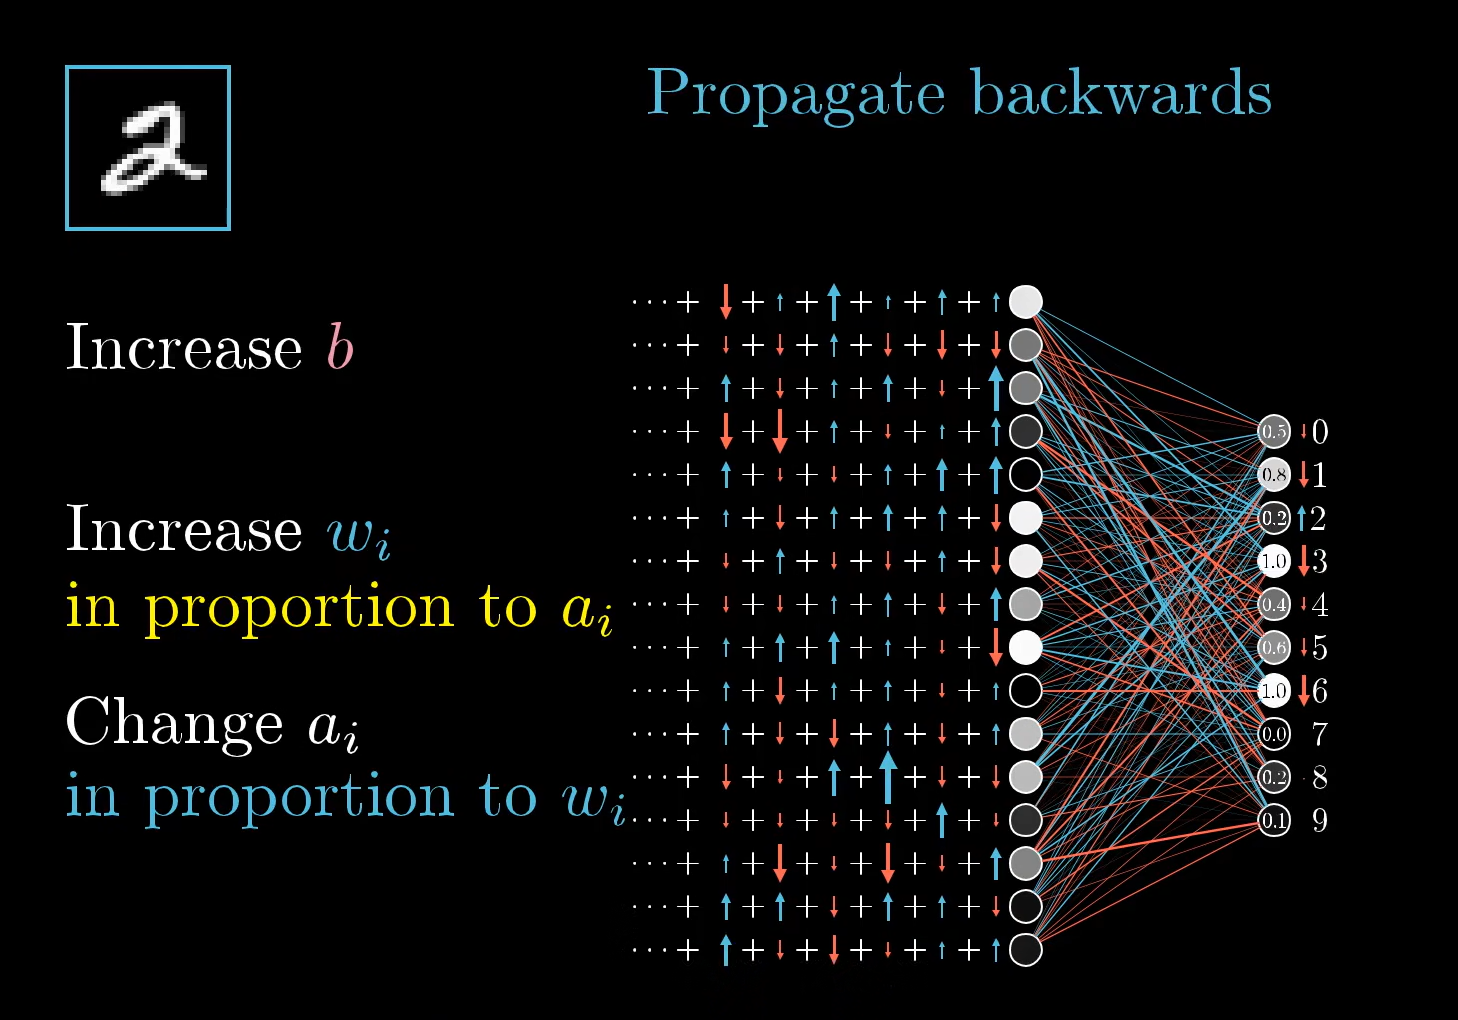 Propagate backwards
2
Increase b
Increase w_i
in proportion to a_i
Change a_i
in proportion to w_i
0.5 0
0.8 1
0.2 2
1.0 3
0.4 4
0.6 5
1.0 6
0.0 7
0.2 8
0.1 9